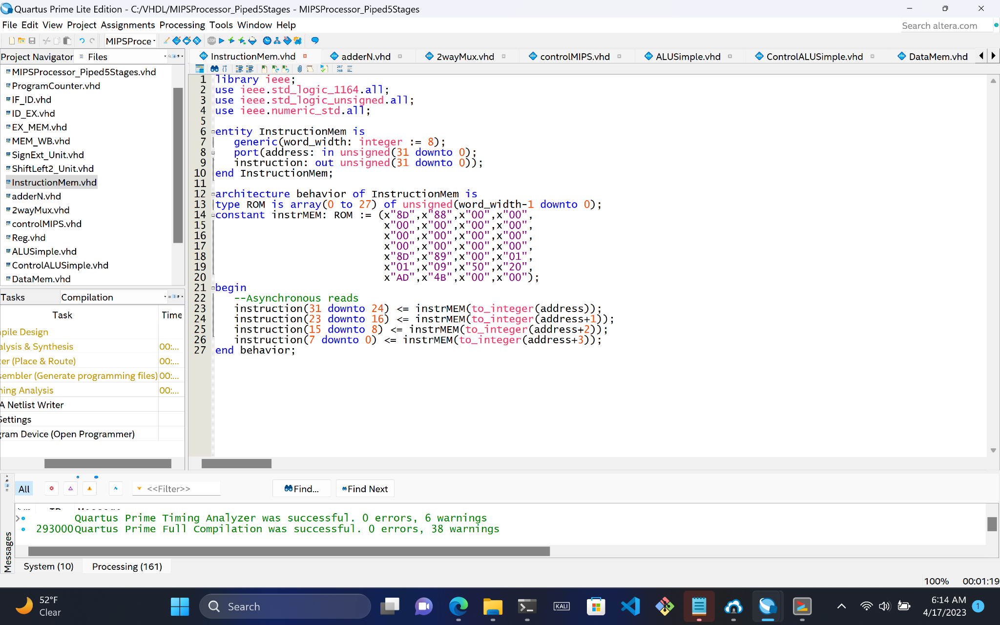 Quartus Prime Lite Edition - C:/VHDL/MIPSProcessor_Piped5Stages - MIPSProcessor_Piped5Stages
File Edit View Project Assignments Processing Tools Window Help
Search altera.com
MIPSProce
Project Navigator Files
MIPSProcessor_Piped5Stages.vhd
ProgramCounter.vhd
IF_ID.vhd
ID_EX.vhd
EX_MEM.vhd
MEM_WB.vhd
SignExt_Unit.vhd
ShiftLeft2_Unit.vhd
InstructionMem.vhd
adderN.vhd
2wayMux.vhd
controlMIPS.vhd
Reg.vhd
ALUSimple.vhd
ControlALUSimple.vhd
DataMem.vhd
Tasks Compilation
Task Time
pile Design
alysis & Synthesis 00:...
ter (Place & Route) 00:...
sembler (Generate programming files) 00:...
ning Analysis 00:...
A Netlist Writer
Settings
gram Device (Open Programmer)
InstructionMem.vhd adderN.vhd 2wayMux.vhd controlMIPS.vhd ALUSimple.vhd ControlALUSimple.vhd DataMem.vhd
267
268
1 library ieee;
2 use ieee.std_logic_1164.all;
3 use ieee.std_logic_unsigned.all;
4 use ieee.numeric_std.all;
5
6 entity InstructionMem is
7 generic(word_width: integer := 8);
8 port(address: in unsigned(31 downto 0);
9 instruction: out unsigned(31 downto 0));
10 end InstructionMem;
11
12 architecture behavior of InstructionMem is
13 type ROM is array(0 to 27) of unsigned(word_width-1 downto 0);
14 constant instrMEM: ROM := (x"8D",x"88",x"00",x"00",
15 x"00",x"00",x"00",x"00",
16 x"00",x"00",x"00",x"00",
17 x"00",x"00",x"00",x"00",
18 x"8D",x"89",x"00",x"01",
19 x"01",x"09",x"50",x"20",
20 x"AD",x"4B",x"00",x"00");
21 begin
22 --Asynchronous reads
23 instruction(31 downto 24) <= instrMEM(to_integer(address));
24 instruction(23 downto 16) <= instrMEM(to_integer(address+1));
25 instruction(15 downto 8) <= instrMEM(to_integer(address+2));
26 instruction(7 downto 0) <= instrMEM(to_integer(address+3));
27 end behavior;
All <<Filter>> Find... Find Next
Quartus Prime Timing Analyzer was successful. 0 errors, 6 warnings
293000 Quartus Prime Full Compilation was successful. 0 errors, 38 warnings
Messages
System (10) Processing (161)
100% 00:01:19
52°F
Clear
Search
KALI
6:14 AM
4/17/2023
1